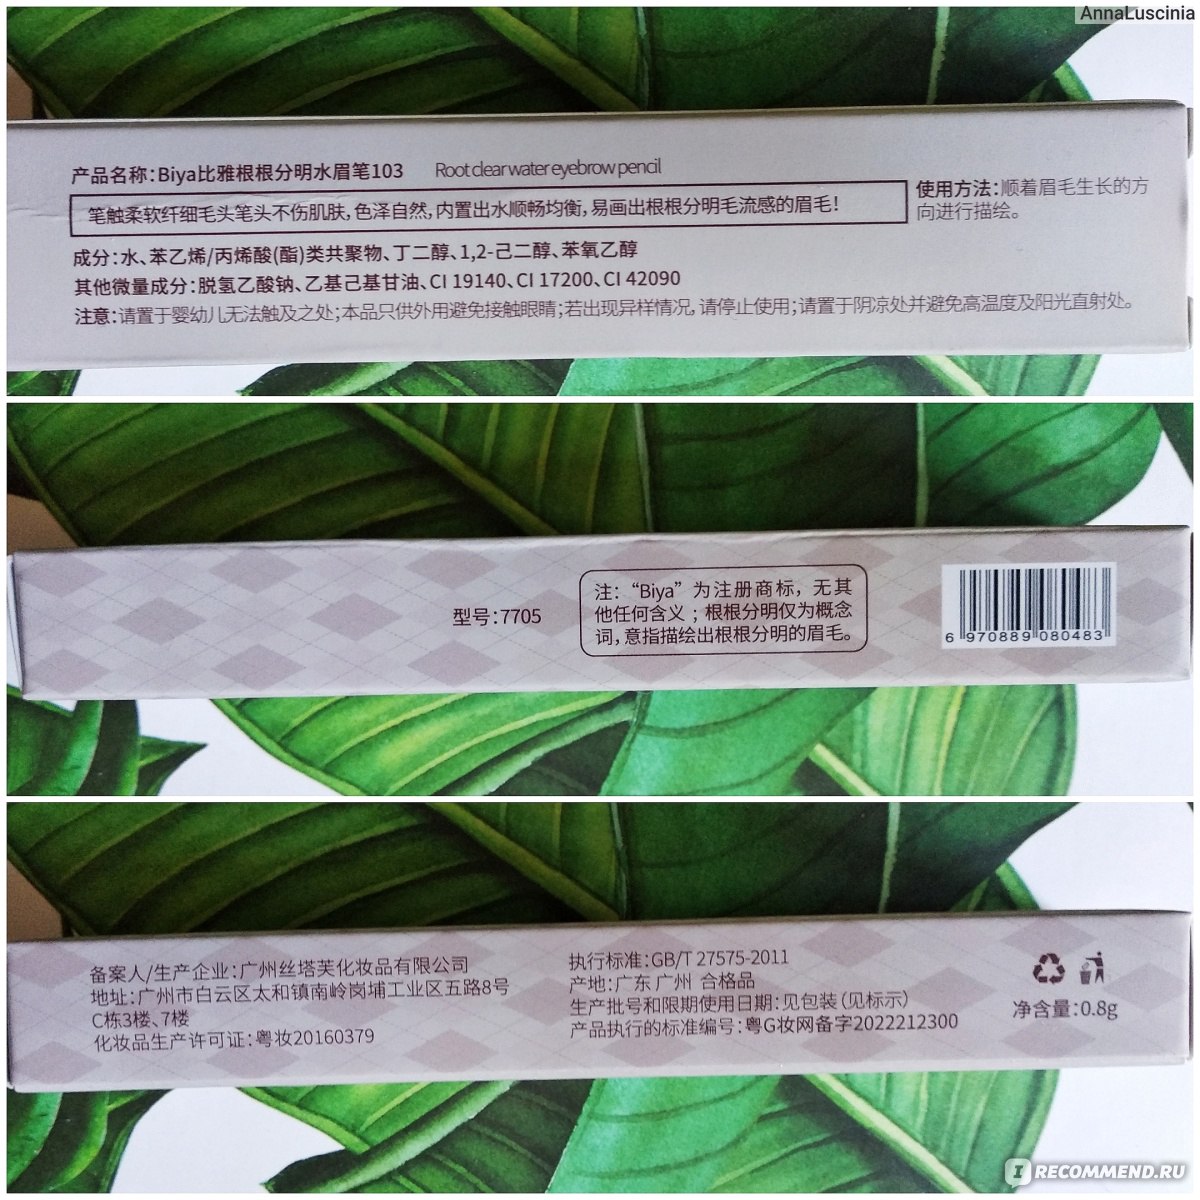 AnnaLuscinia
产品名称:Biya比雅根根分明水眉笔103 Root clear water eyebrow pencil
笔触柔软纤细毛头笔头不伤肌肤,色泽自然,内置出水顺畅均衡,易画出根根分明毛流感的眉毛!
使用方法:顺着眉毛生长的方
向进行描绘。
成分:水、苯乙烯/丙烯酸(酯)类共聚物、丁二醇、1,2-己二醇、苯氧乙醇
其他微量成分:脱氢乙酸钠、乙基己基甘油、CI 19140、CI 17200、CI 42090
注意:请置于婴幼儿无法触及之处;本品只供外用避免接触眼睛;若出现异样情况,请停止使用;请置于阴凉处并避免高温度及阳光直射处。
型号:7705
注:“Biya”为注册商标,无其
他任何含义;根根分明仅为概念
词,意指描绘出根根分明的眉毛。
6 970889 080483
备案人/生产企业:广州丝塔芙化妆品有限公司
地址:广州市白云区太和镇南岭岗埔工业区五路8号
C栋3楼、7楼
化妆品生产许可证:粤妆20160379
执行标准:GB/T 27575-2011
产地:广东 广州 合格品
生产批号和限期使用日期:见包装(见标示)
产品执行的标准编号:粤G妆网备字2022212300
净含量:0.8g
I RECOMMEND.RU